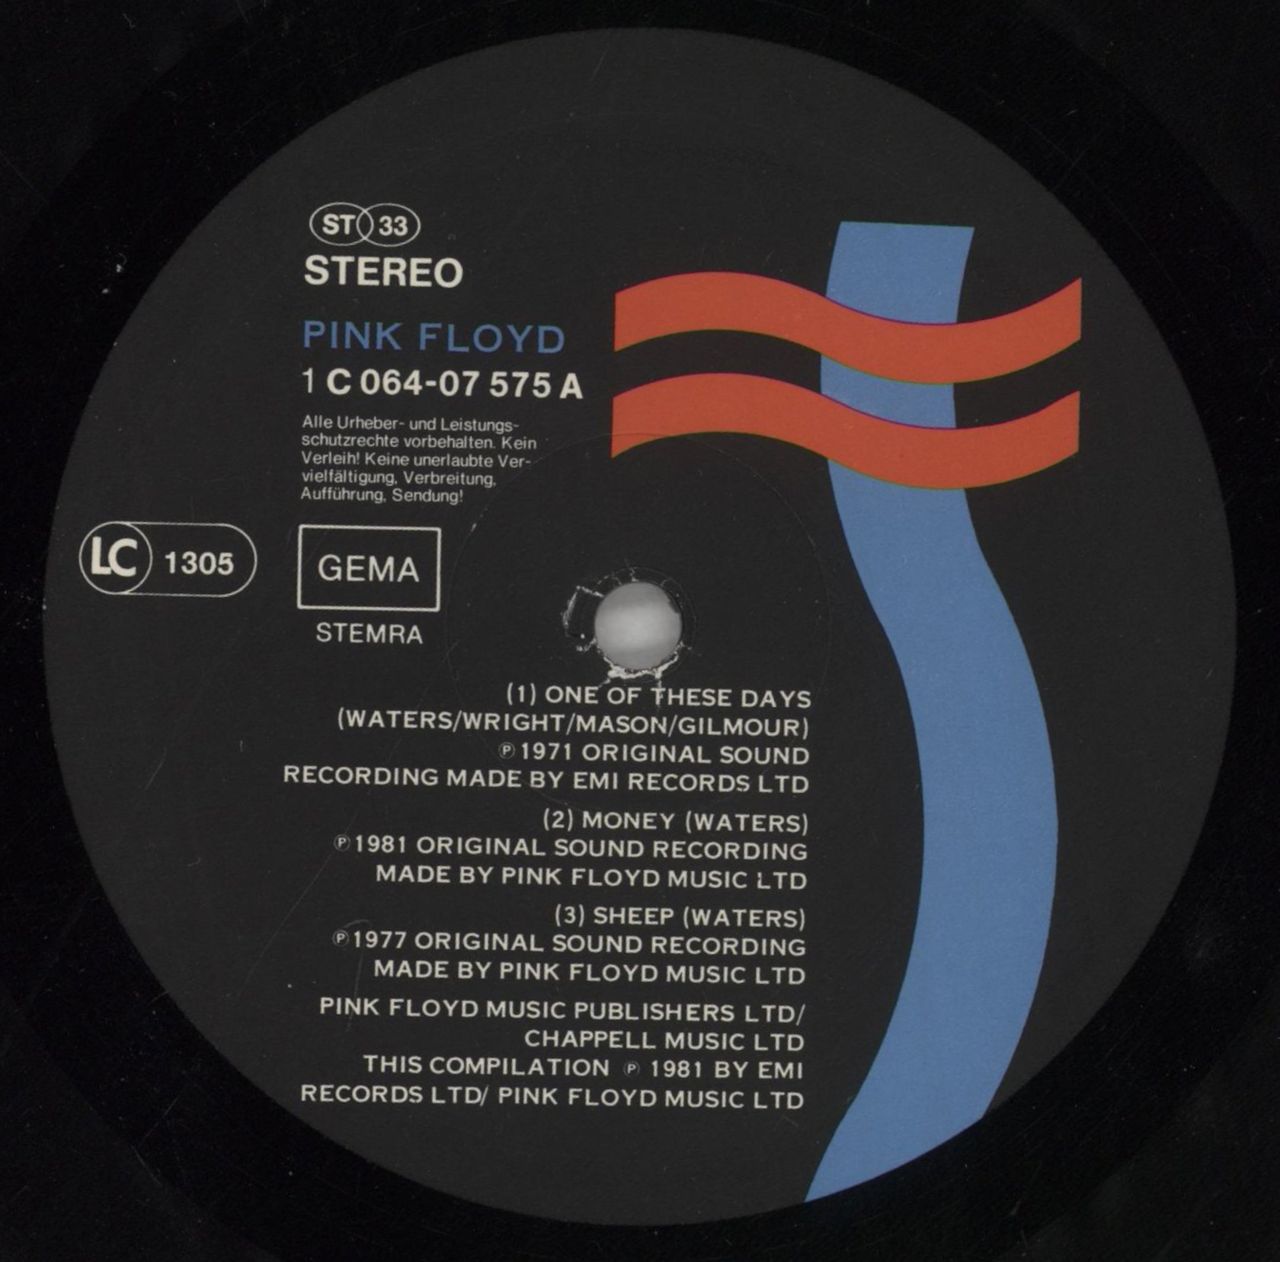 ST 33
STEREO
PINK FLOYD
1 C 064-07 575 A
Alle Urheber- und Leistungs-
schutzrechte vorbehalten. Kein
Verleih! Keine unerlaubte Ver-
vielfältigung, Verbreitung,
Aufführung, Sendung!
LC 1305
GEMA
STEMRA
(1) ONE OF THESE DAYS
(WATERS/WRIGHT/MASON/GILMOUR)
℗ 1971 ORIGINAL SOUND
RECORDING MADE BY EMI RECORDS LTD
(2) MONEY (WATERS)
℗ 1981 ORIGINAL SOUND RECORDING
MADE BY PINK FLOYD MUSIC LTD
(3) SHEEP (WATERS)
℗ 1977 ORIGINAL SOUND RECORDING
MADE BY PINK FLOYD MUSIC LTD
PINK FLOYD MUSIC PUBLISHERS LTD/
CHAPPELL MUSIC LTD
THIS COMPILATION ℗ 1981 BY EMI
RECORDS LTD/ PINK FLOYD MUSIC LTD